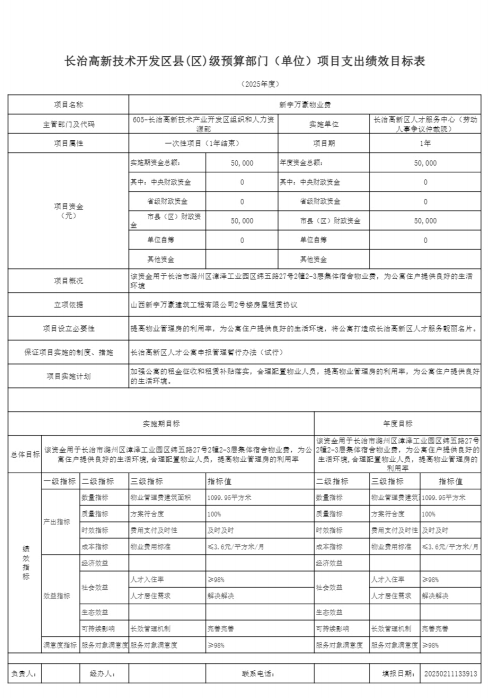 长治高新技术开发区县(区)级预算部门（单位）项目支出绩效目标表
（2025年度）
项目名称 新宇万豪物业费
主管部门及代码 603-长治高新技术产业开发区组织和人力资源部 实施单位 长治高新区人才服务中心（劳动人事争议仲裁院）
项目属性 一次性项目（1年结束） 项目期 1年
项目资金（元） 实施期资金总额： 50,000 年度资金总额： 50,000
其中：中央财政资金 0 其中：中央财政资金 0
省级财政资金 0 省级财政资金 0
市县（区）财政资金 50,000 市县（区）财政资金 50,000
单位自筹 0 单位自筹 0
其他资金 其他资金
项目概况 该资金用于长治市潞州区漳泽工业园区纬五路27号2幢2-3层集体宿舍物业费，为公寓住户提供良好的生活环境
立项依据 山西新宇万豪建筑工程有限公司2号楼房屋租赁协议
项目设立必要性 提高物业管理房的利用率，为公寓住户提供良好的生活环境，将公寓打造成长治高新区人才服务靓丽名片。
保证项目实施的制度、措施 长治高新区人才公寓申报管理暂行办法（试行）
项目实施计划 加强公寓的租金征收和租赁补贴落实，合理配置物业人员，提高物业管理房的利用率，为公寓住户提供良好的生活环境。
实施期目标 年度目标
总体目标 该资金用于长治市潞州区漳泽工业园区纬五路27号2幢2-3层集体宿舍物业费，为公寓住户提供良好的生活环境,合理配置物业人员，提高物业管理房的利用率 该资金用于长治市潞州区漳泽工业园区纬五路27号2幢2-3层集体宿舍物业费，为公寓住户提供良好的生活环境,合理配置物业人员，提高物业管理房的利用率
绩效指标 一级指标 二级指标 三级指标 指标值 二级指标 三级指标 指标值
产出指标 数量指标 物业管理费建筑面积 1099.95平方米 数量指标 物业管理费建筑 1099.95平方米
质量指标 方案符合度 100% 质量指标 方案符合度 100%
时效指标 费用支付及时性 及时及时 时效指标 费用支付及时性 及时及时
成本指标 物业费用标准 ≤3.6元/平方米/月 成本指标 物业费用标准 ≤3.6元/平方米/月
效益指标 经济效益 经济效益
社会效益 人才入住率 ≥98% 社会效益 人才入住率 ≥98%
人才居住需求 解决解决 人才居住需求 解决解决
生态效益 生态效益
可持续影响 长效管理机制 完善完善 可持续影响 长效管理机制 完善完善
满意度指标 服务对象满意度 服务对象满意度 ≥98% 服务对象满意度 服务对象满意度 ≥98%
负责人： 经办人： 联系电话： 填报日期： 20250211133913